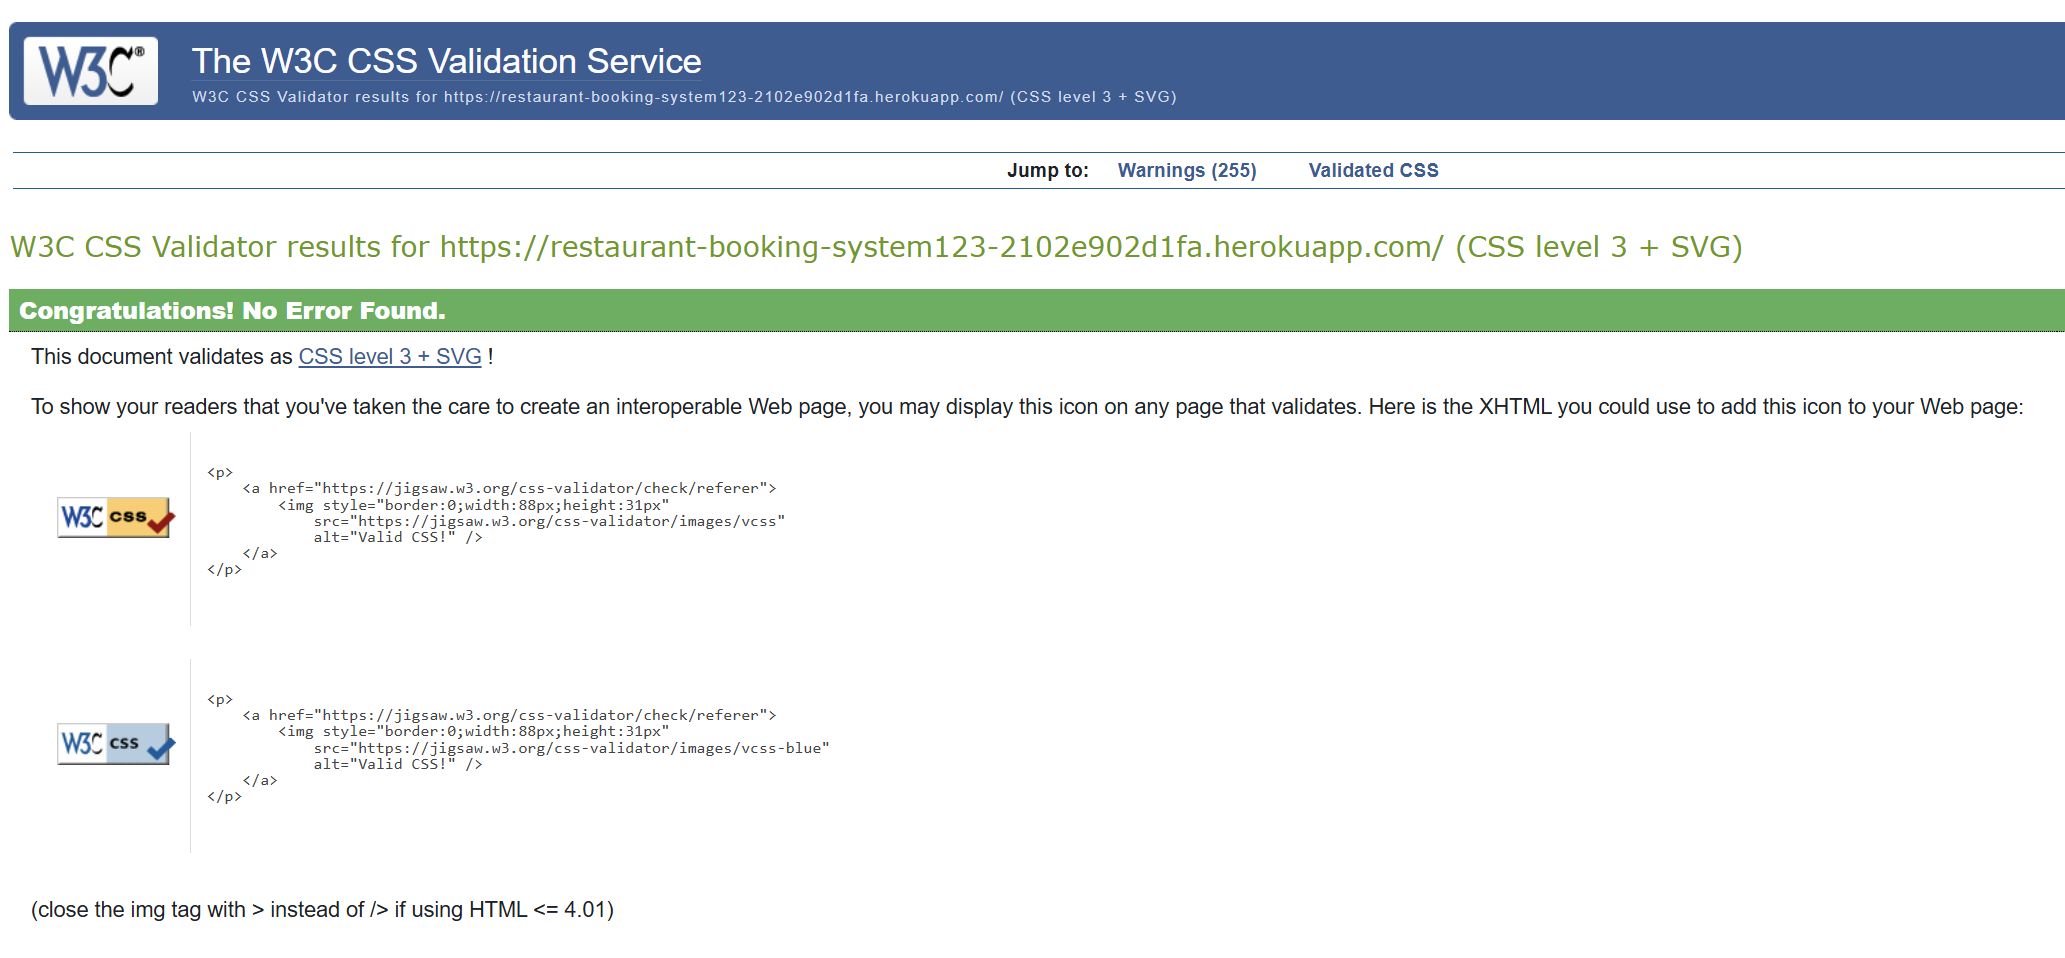 W3C®
The W3C CSS Validation Service
W3C CSS Validator results for https://restaurant-booking-system123-2102e902d1fa.herokuapp.com/ (CSS level 3 + SVG)
Jump to: Warnings (255) Validated CSS
W3C CSS Validator results for https://restaurant-booking-system123-2102e902d1fa.herokuapp.com/ (CSS level 3 + SVG)
Congratulations! No Error Found.
This document validates as CSS level 3 + SVG !
To show your readers that you've taken the care to create an interoperable Web page, you may display this icon on any page that validates. Here is the XHTML you could use to add this icon to your Web page:
W3C css
<p>
    <a href="https://jigsaw.w3.org/css-validator/check/referer">
        <img style="border:0;width:88px;height:31px"
            src="https://jigsaw.w3.org/css-validator/images/vcss"
            alt="Valid CSS!" />
    </a>
</p>
W3C css
<p>
    <a href="https://jigsaw.w3.org/css-validator/check/referer">
        <img style="border:0;width:88px;height:31px"
            src="https://jigsaw.w3.org/css-validator/images/vcss-blue"
            alt="Valid CSS!" />
    </a>
</p>
(close the img tag with > instead of /> if using HTML <= 4.01)